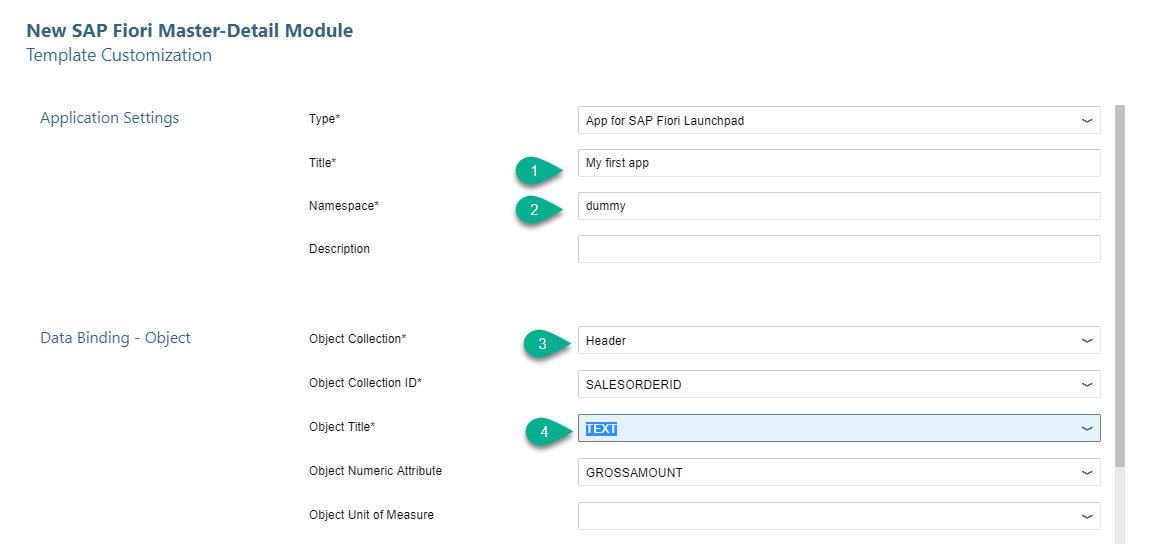 New SAP Fiori Master-Detail Module
Template Customization
Application Settings
Type*
App for SAP Fiori Launchpad
Title*
1
My first app
Namespace*
2
dummy
Description
Data Binding - Object
Object Collection*
3
Header
Object Collection ID*
SALESORDERID
Object Title*
4
TEXT
Object Numeric Attribute
GROSSAMOUNT
Object Unit of Measure